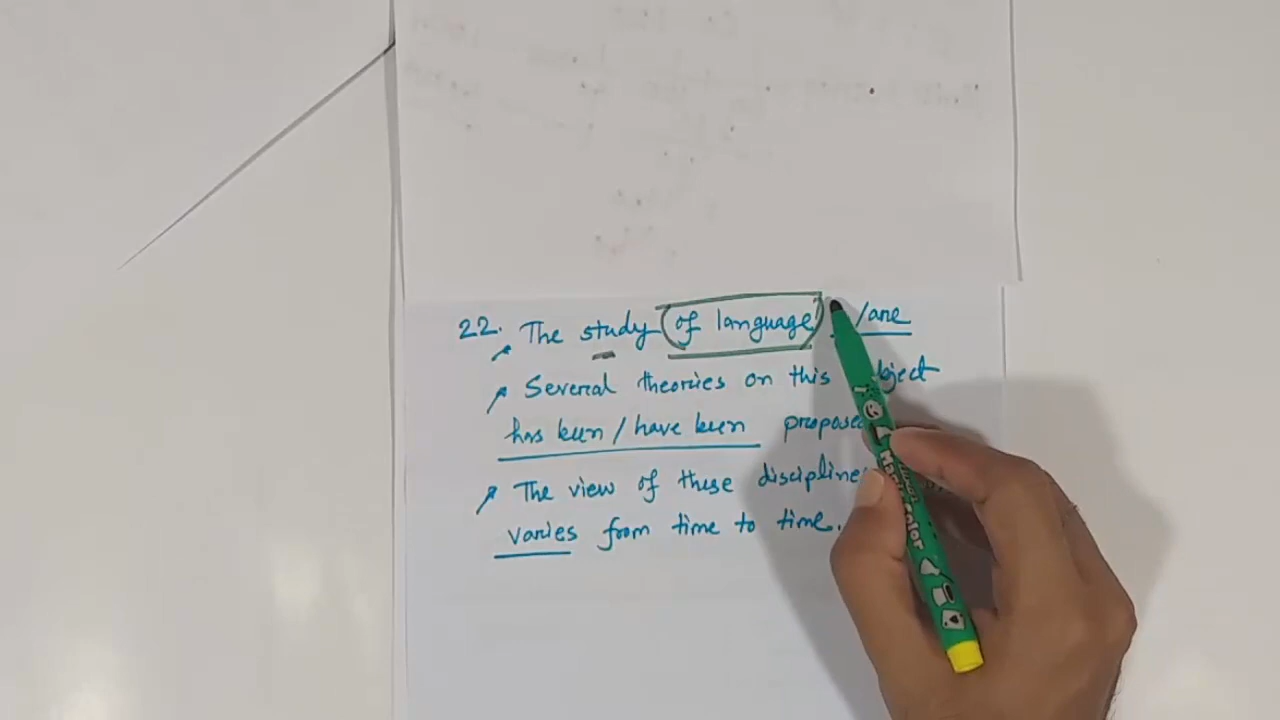 22. The study of language /are
Several theories on this
has been / have been
The view of these
varies from time to time.